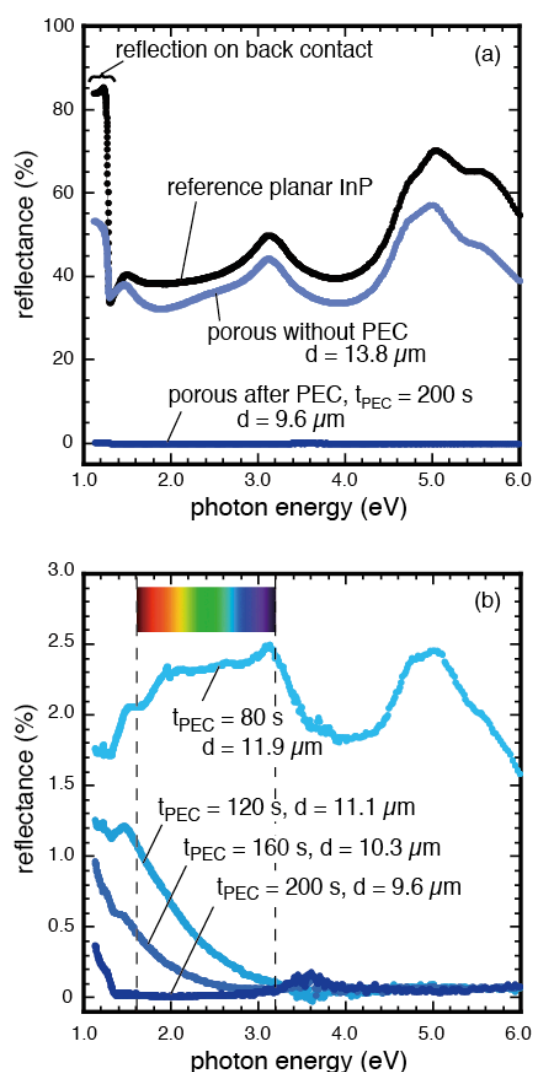 100
80
60
40
20
0
reflectance (%)
reflection on back contact
(a)
reference planar InP
porous without PEC
d = 13.8 µm
porous after PEC, tPEC = 200 s
d = 9.6 µm
1.0 2.0 3.0 4.0 5.0 6.0
photon energy (eV)
3.0
2.5
2.0
1.5
1.0
0.5
0
reflectance (%)
(b)
tPEC = 80 s
d = 11.9 µm
tPEC = 120 s, d = 11.1 µm
tPEC = 160 s, d = 10.3 µm
tPEC = 200 s, d = 9.6 µm
1.0 2.0 3.0 4.0 5.0 6.0
photon energy (eV)